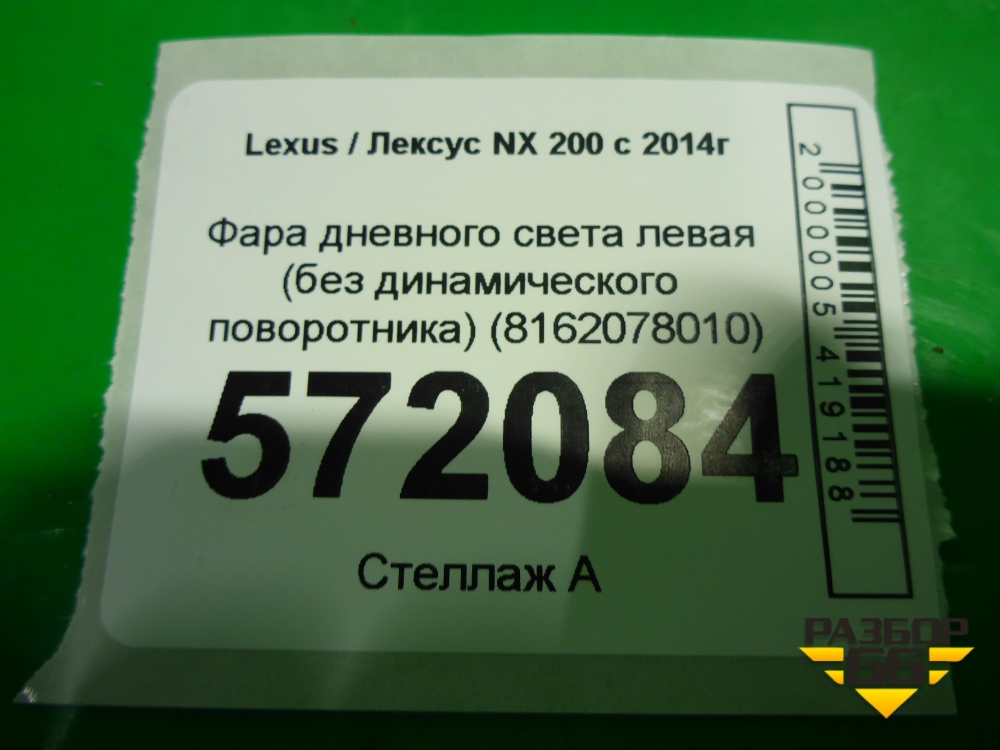 Lexus / Лексус NX 200 с 2014г
Фара дневного света левая
(без динамического
поворотника) (8162078010)
572084
Стеллаж А
2000005419188
РАЗБОР
66